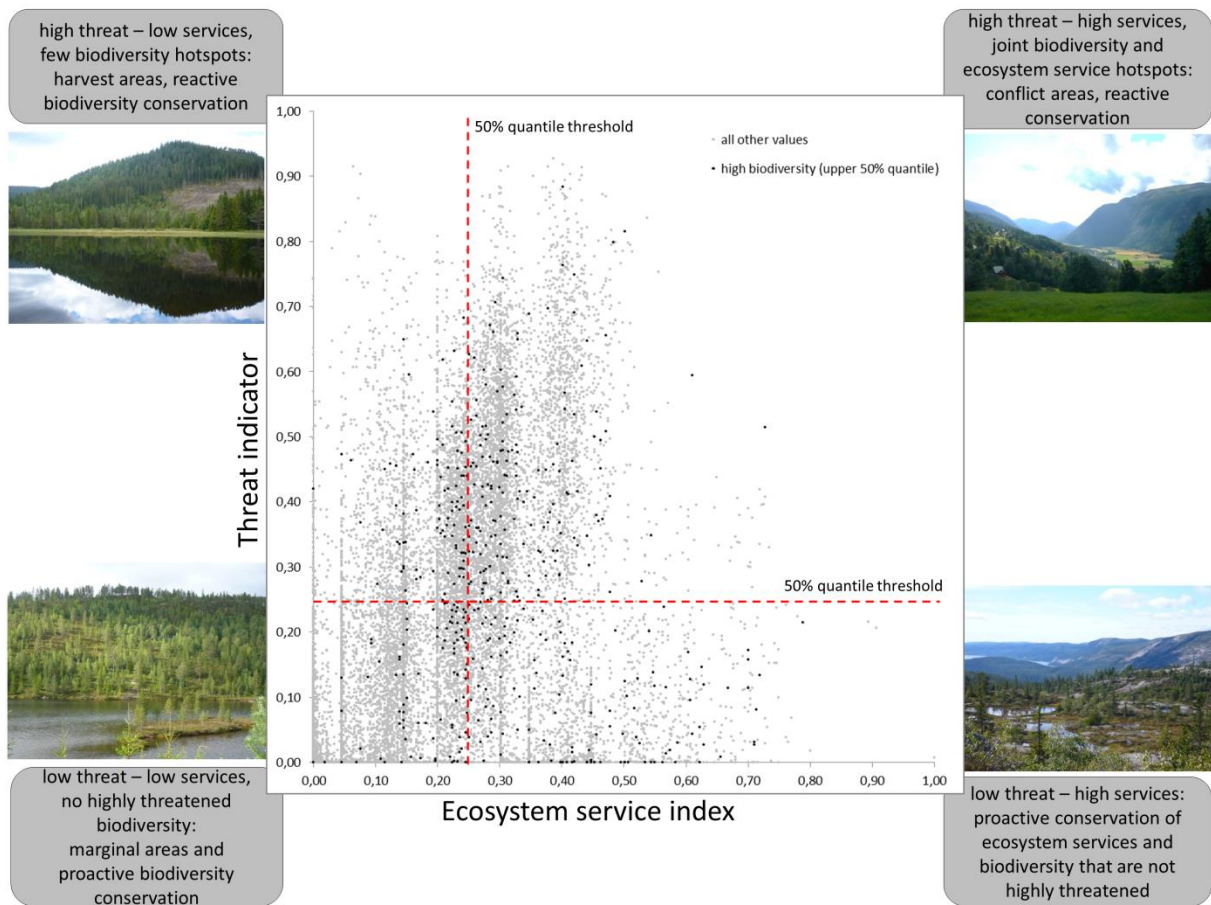 high threat – low services,
few biodiversity hotspots:
harvest areas, reactive
biodiversity conservation
high threat – high services,
joint biodiversity and
ecosystem service hotspots:
conflict areas, reactive
conservation
1,00
0,90
0,80
0,70
0,60
0,50
0,40
0,30
0,20
0,10
0,00
Threat indicator
50% quantile threshold
all other values
high biodiversity (upper 50% quantile)
50% quantile threshold
0,00 0,10 0,20 0,30 0,40 0,50 0,60 0,70 0,80 0,90 1,00
Ecosystem service index
low threat – low services,
no highly threatened
biodiversity:
marginal areas and
proactive biodiversity
conservation
low threat – high services:
proactive conservation of
ecosystem services and
biodiversity that are not
highly threatened